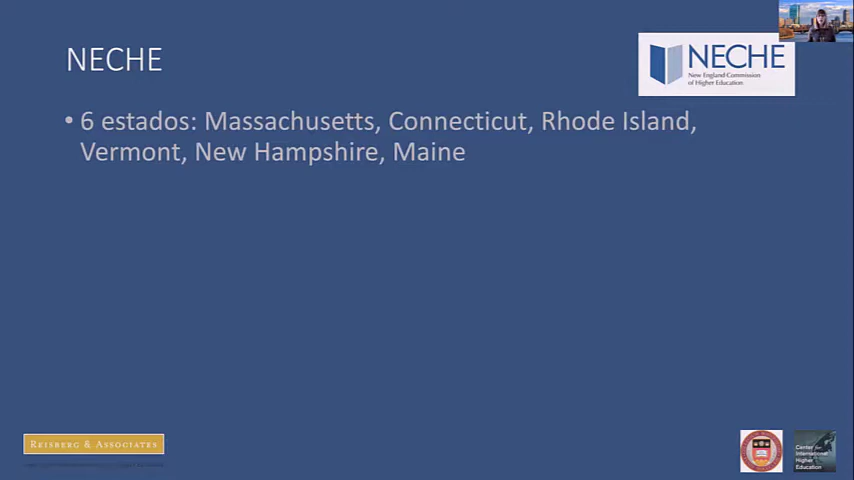 NECHE
NECHE
New England Commission
of Higher Education
• 6 estados: Massachusetts, Connecticut, Rhode Island,
Vermont, New Hampshire, Maine
REISBERG & ASSOCIATES
Center for
International
Higher
Education